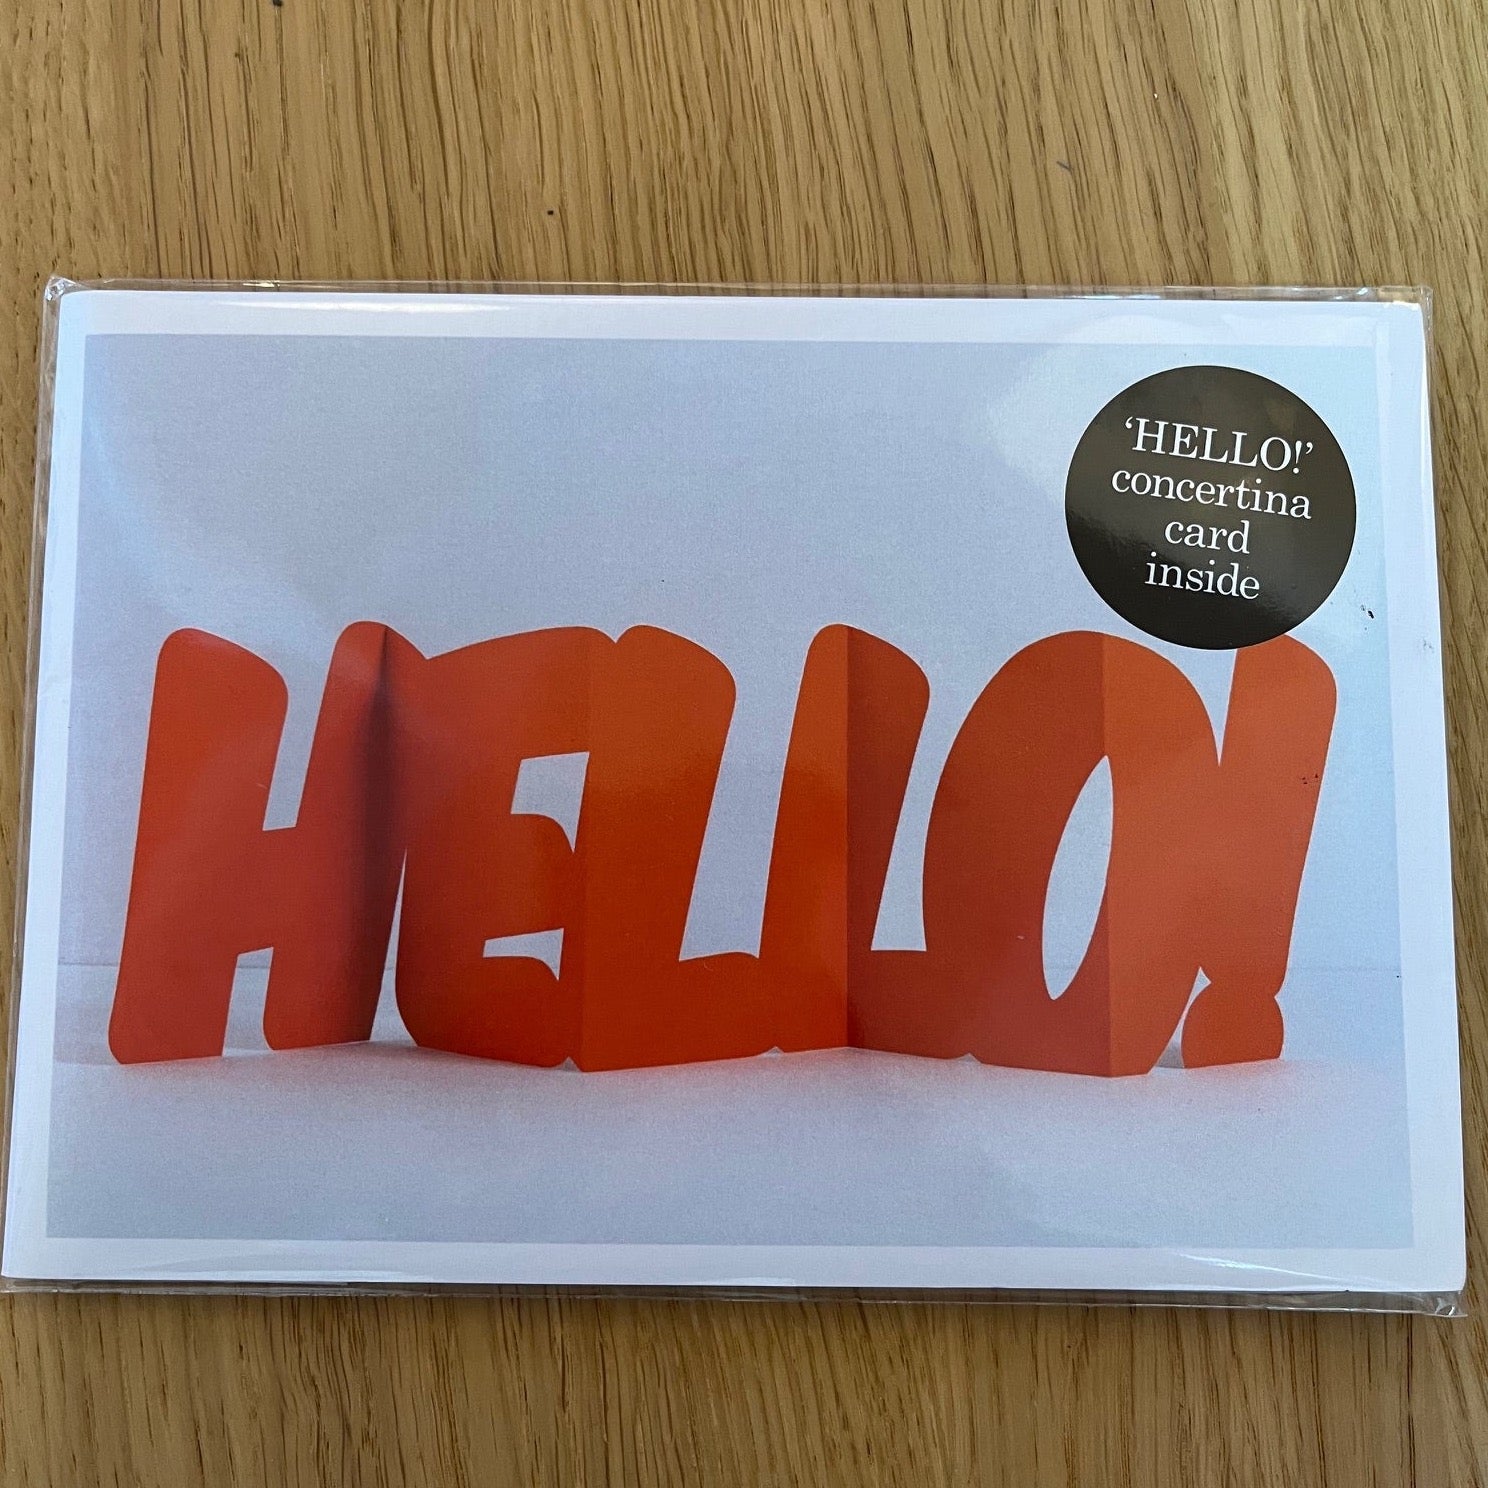 ‘HELLO!’
concertina
card
inside
HELLO!